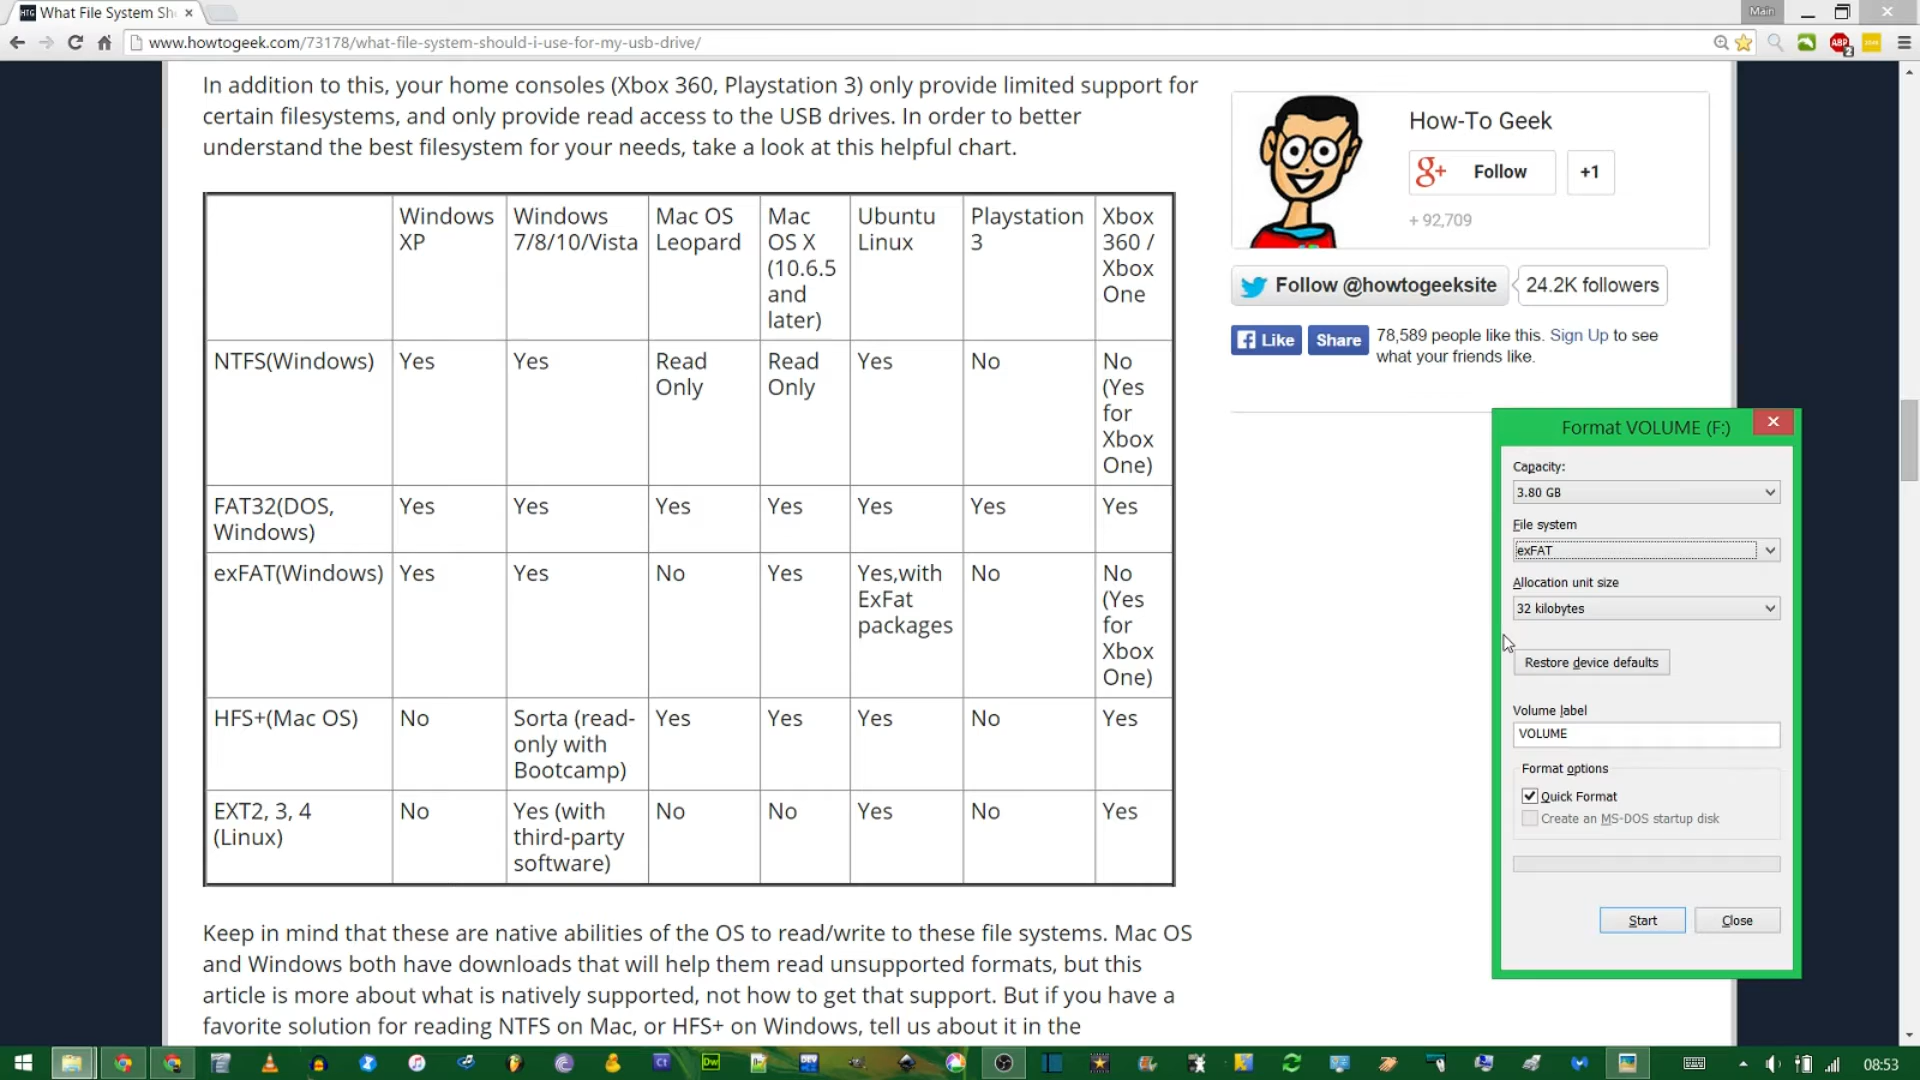 What File System Sh
Main
www.howtogeek.com/73178/what-file-system-should-i-use-for-my-usb-drive/
In addition to this, your home consoles (Xbox 360, Playstation 3) only provide limited support for
certain filesystems, and only provide read access to the USB drives. In order to better
understand the best filesystem for your needs, take a look at this helpful chart.
Windows XP
Windows 7/8/10/Vista
Mac OS Leopard
Mac OS X (10.6.5 and later)
Ubuntu Linux
Playstation 3
Xbox 360 / Xbox One
NTFS(Windows)
Yes
Yes
Read Only
Read Only
Yes
No
No (Yes for Xbox One)
FAT32(DOS, Windows)
Yes
Yes
Yes
Yes
Yes
Yes
Yes
exFAT(Windows)
Yes
Yes
No
Yes
Yes,with ExFat packages
No
No (Yes for Xbox One)
HFS+(Mac OS)
No
Sorta (read-only with Bootcamp)
Yes
Yes
Yes
No
Yes
EXT2, 3, 4 (Linux)
No
Yes (with third-party software)
No
No
Yes
No
Yes
Keep in mind that these are native abilities of the OS to read/write to these file systems. Mac OS
and Windows both have downloads that will help them read unsupported formats, but this
article is more about what is natively supported, not how to get that support. But if you have a
favorite solution for reading NTFS on Mac, or HFS+ on Windows, tell us about it in the
How-To Geek
g+ Follow
+1
+ 92,709
Follow @howtogeeksite
24.2K followers
Like
Share
78,589 people like this. Sign Up to see
what your friends like.
Format VOLUME (F:)
Capacity:
3.80 GB
File system
exFAT
Allocation unit size
32 kilobytes
Restore device defaults
Volume label
VOLUME
Format options
Quick Format
Create an MS-DOS startup disk
Start
Close
08:53